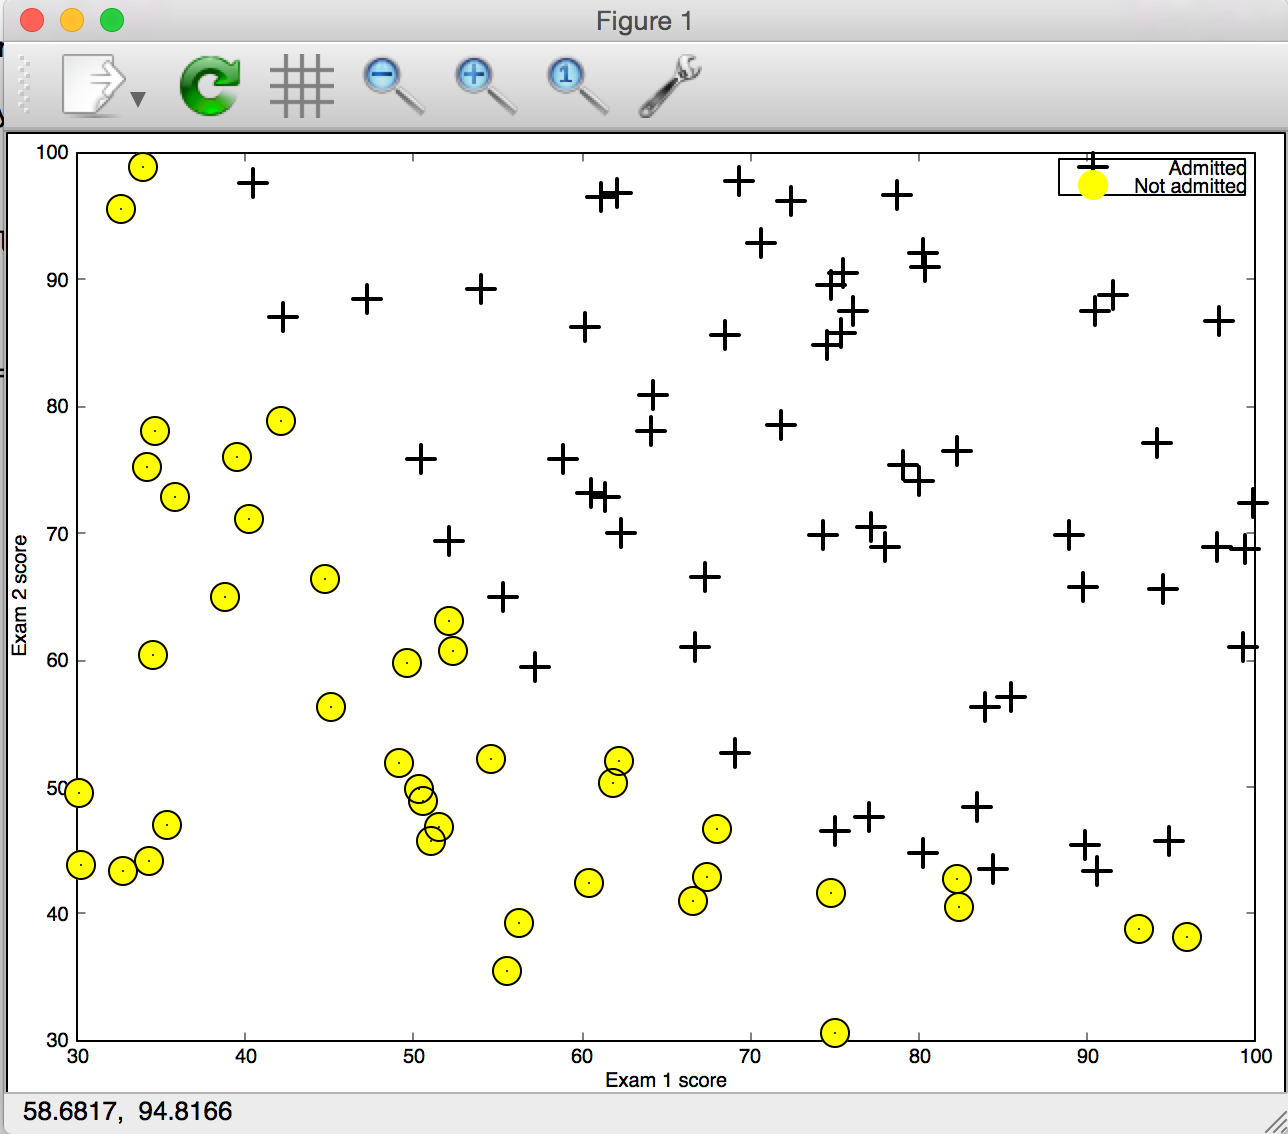 Figure 1
1
100
90
80
70
60
50
40
30
Exam 2 score
Admitted
Not admitted
30 40 50 60 70 80 90 100
Exam 1 score
58.6817, 94.8166